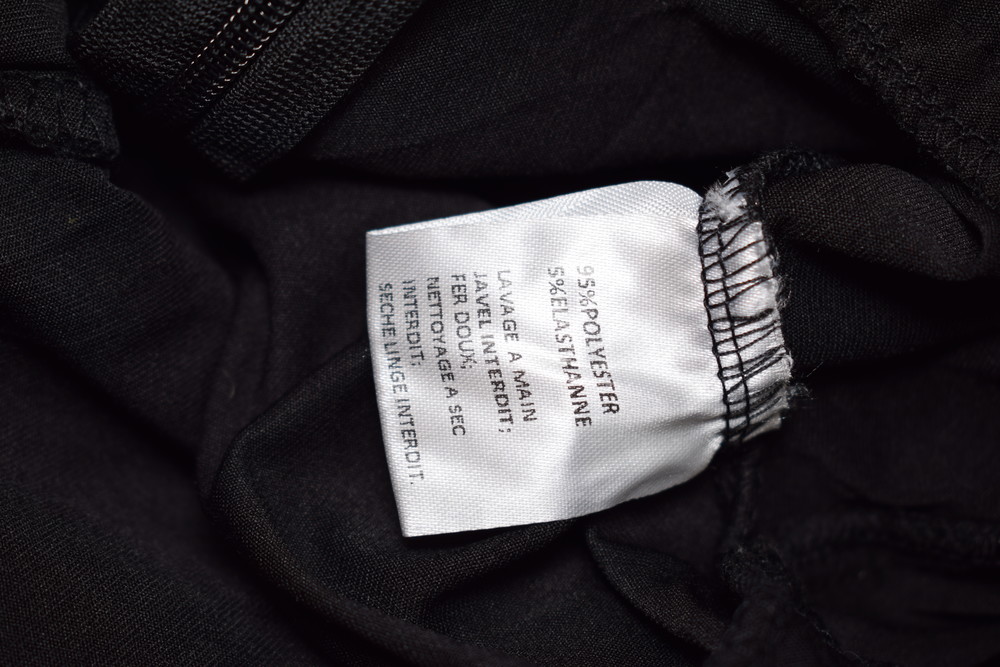 95%POLYESTER
5%ELASTHANNE
LAVAGE A MAIN
JAVEL INTERDIT;
FER DOUX;
NETTOYAGE A SEC
INTERDIT;
SECHE LINGE INTERDIT.